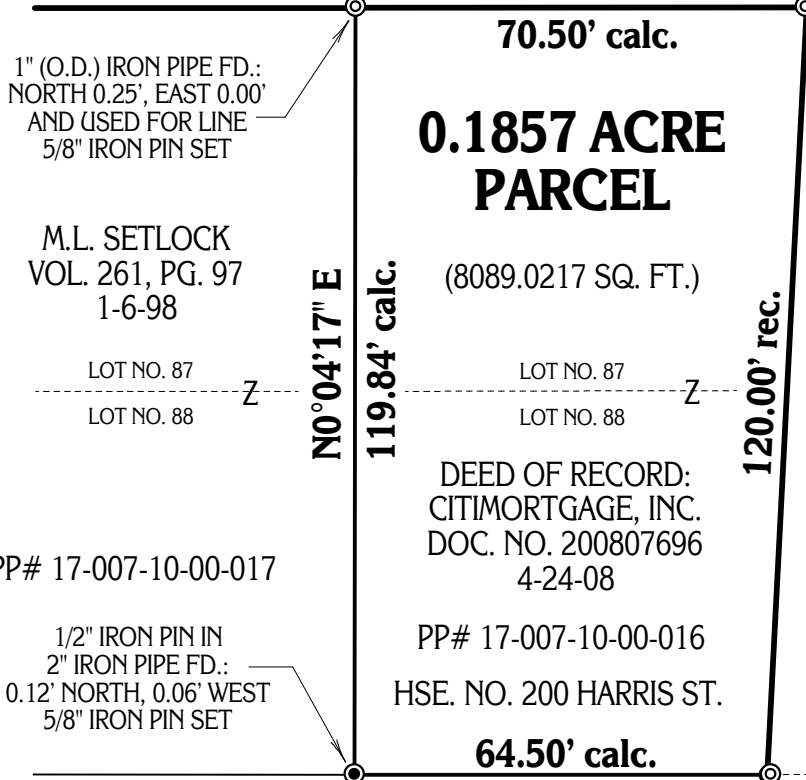 70.50' calc.
1" (O.D.) IRON PIPE FD.:
NORTH 0.25', EAST 0.00'
AND USED FOR LINE
5/8" IRON PIN SET
0.1857 ACRE
PARCEL
(8089.0217 SQ. FT.)
M.L. SETLOCK
VOL. 261, PG. 97
1-6-98
N0°04'17" E
119.84' calc.
120.00' rec.
LOT NO. 87
Z
LOT NO. 88
LOT NO. 87
Z
LOT NO. 88
DEED OF RECORD:
CITIMORTGAGE, INC.
DOC. NO. 200807696
4-24-08
PP# 17-007-10-00-017
PP# 17-007-10-00-016
HSE. NO. 200 HARRIS ST.
1/2" IRON PIN IN
2" IRON PIPE FD.:
0.12' NORTH, 0.06' WEST
5/8" IRON PIN SET
64.50' calc.